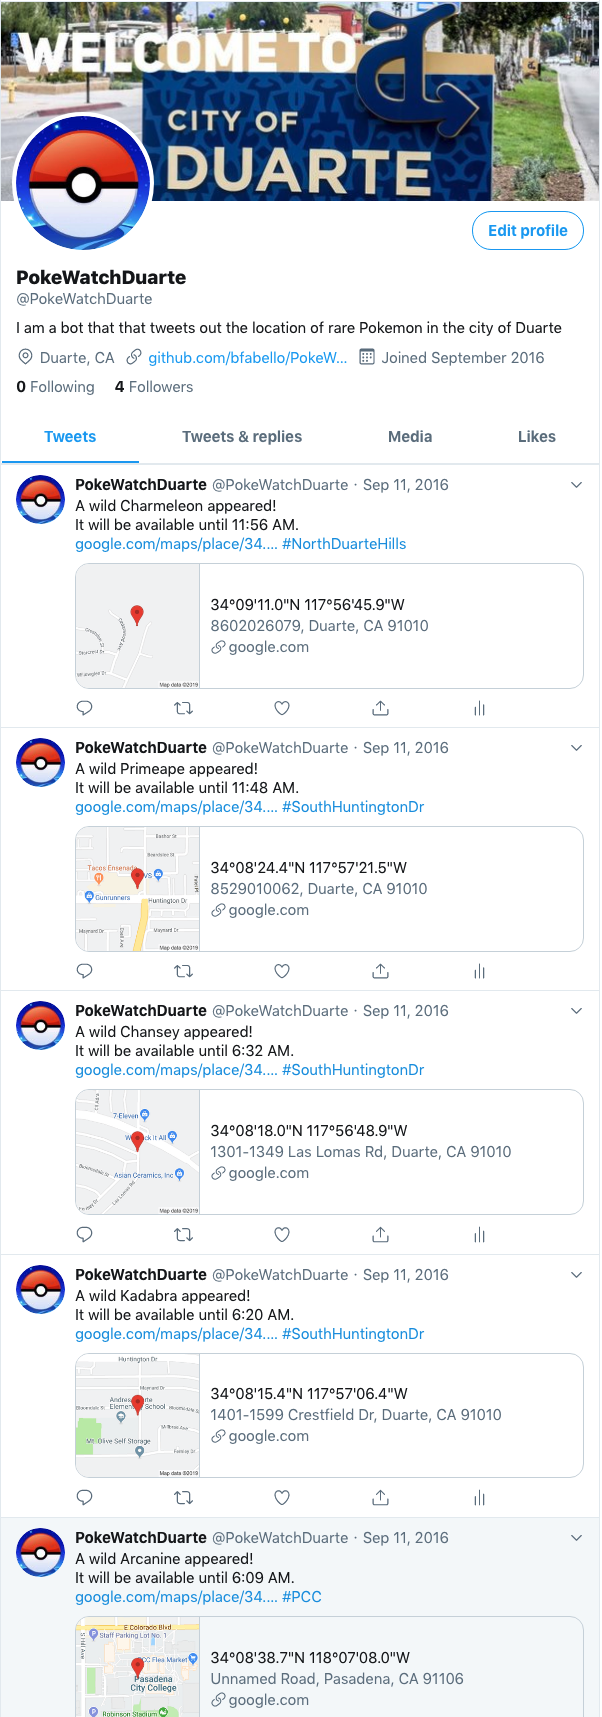 WELCOME TO
CITY OF
DUARTE
Edit profile
PokeWatchDuarte
@PokeWatchDuarte
I am a bot that that tweets out the location of rare Pokemon in the city of Duarte
Duarte, CA github.com/bfabello/PokeW... Joined September 2016
0 Following 4 Followers
Tweets Tweets & replies Media Likes
PokeWatchDuarte @PokeWatchDuarte · Sep 11, 2016
A wild Charmeleon appeared!
It will be available until 11:56 AM.
google.com/maps/place/34.... #NorthDuarteHills
34°09'11.0"N 117°56'45.9"W
8602026079, Duarte, CA 91010
google.com
Map data ©2019
PokeWatchDuarte @PokeWatchDuarte · Sep 11, 2016
A wild Primeape appeared!
It will be available until 11:48 AM.
google.com/maps/place/34.... #SouthHuntingtonDr
Tacos Ensenada
Gunrunners
Huntington Dr
Maynard Dr
Maynard Dr
Map data ©2019
34°08'24.4"N 117°57'21.5"W
8529010062, Duarte, CA 91010
google.com
PokeWatchDuarte @PokeWatchDuarte · Sep 11, 2016
A wild Chansey appeared!
It will be available until 6:32 AM.
google.com/maps/place/34.... #SouthHuntingtonDr
7-Eleven
ck It All
Asian Ceramics, Inc
Las Lomas Rd
Map data ©2019
34°08'18.0"N 117°56'48.9"W
1301-1349 Las Lomas Rd, Duarte, CA 91010
google.com
PokeWatchDuarte @PokeWatchDuarte · Sep 11, 2016
A wild Kadabra appeared!
It will be available until 6:20 AM.
google.com/maps/place/34.... #SouthHuntingtonDr
Huntington Dr
Maynard Dr
School
Mt. Olive Self Storage
Map data ©2019
34°08'15.4"N 117°57'06.4"W
1401-1599 Crestfield Dr, Duarte, CA 91010
google.com
PokeWatchDuarte @PokeWatchDuarte · Sep 11, 2016
A wild Arcanine appeared!
It will be available until 6:09 AM.
google.com/maps/place/34.... #PCC
E Colorado Blvd
Staff Parking Lot No. 1
S Hill Ave
CC Flea Market
Pasadena
City College
Robinson Stadium
34°08'38.7"N 118°07'08.0"W
Unnamed Road, Pasadena, CA 91106
google.com